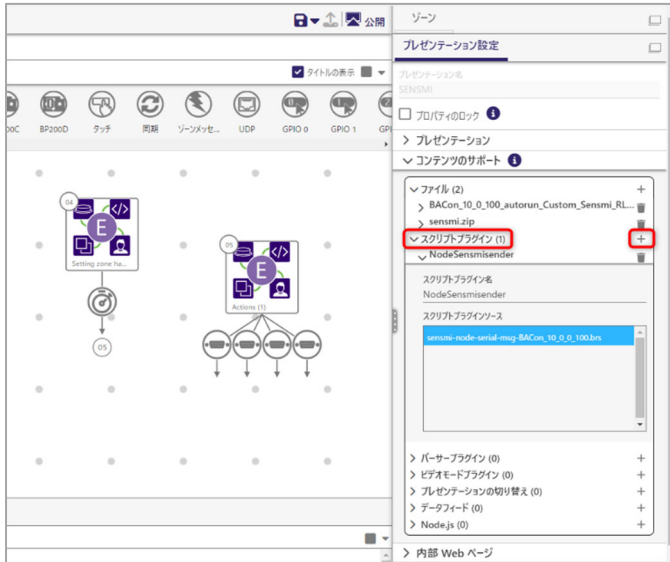 公開
タイトルの表示
00C
BP200D
タッチ
同期
ゾーンメッセ...
UDP
GPIO 0
GPIO 1
GPI
04
</>
E
Setting zone ha...
05
05
</>
E
Actions (1)
ゾーン
プレゼンテーション設定
プレゼンテーション名
SENSMI
プロパティのロック
プレゼンテーション
コンテンツのサポート
ファイル (2)
BACon_10_0_100_autorun_Custom_Sensmi_RL...
sensmi.zip
スクリプトプラグイン (1)
NodeSensmisender
スクリプトプラグイン名
NodeSensmisender
スクリプトプラグインソース
sensmi-node-serial-msg-BACon_10_0_0_100.brs
パーサープラグイン (0)
ビデオモードプラグイン (0)
プレゼンテーションの切り替え (0)
データフィード (0)
Node.js (0)
内部 Web ページ